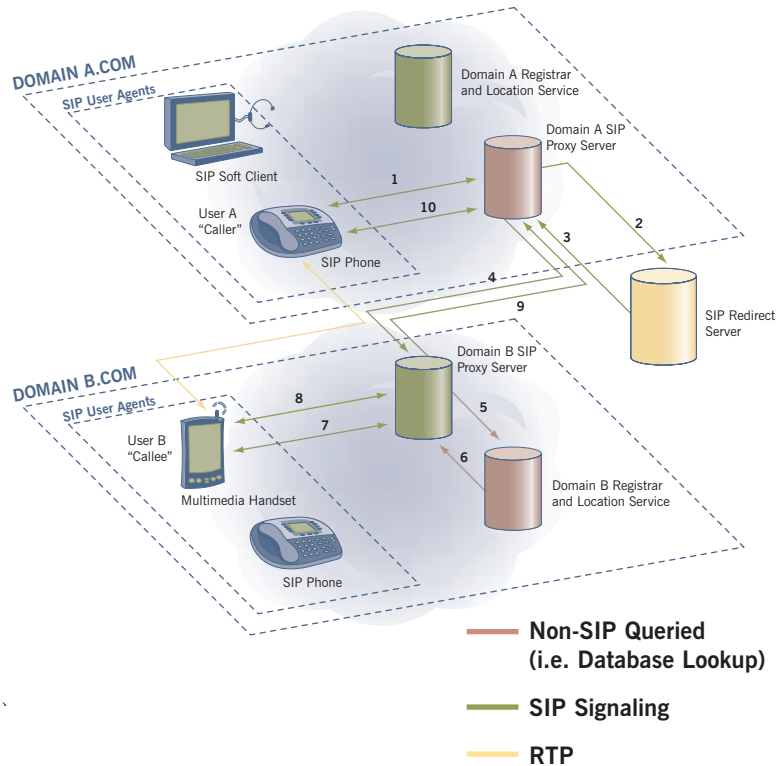 DOMAIN A.COM
SIP User Agents
SIP Soft Client
User A
“Caller”
SIP Phone
Domain A Registrar
and Location Service
Domain A SIP
Proxy Server
1
10
2
3
4
9
SIP Redirect
Server
DOMAIN B.COM
SIP User Agents
User B
“Callee”
Multimedia Handset
SIP Phone
Domain B SIP
Proxy Server
8
7
5
6
Domain B Registrar
and Location Service
Non-SIP Queried
(i.e. Database Lookup)
SIP Signaling
RTP